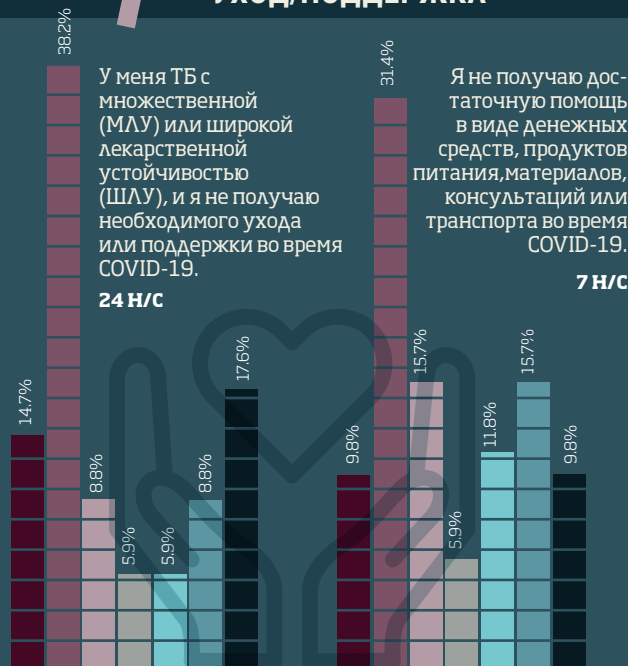 УХОД/ПОДДЕРЖКА
38.2%
У меня ТБ с
множественной
(МЛУ) или широкой
лекарственной
устойчивостью
(ШЛУ), и я не получаю
необходимого ухода
или поддержки во время
COVID-19.
24 Н/С
14.7%
8.8%
5.9%
5.9%
8.8%
17.6%
31.4%
Я не получаю дос-
таточную помощь
в виде денежных
средств, продуктов
питания,материалов,
консультаций или
транспорта во время
COVID-19.
7 Н/С
9.8%
15.7%
5.9%
11.8%
15.7%
9.8%